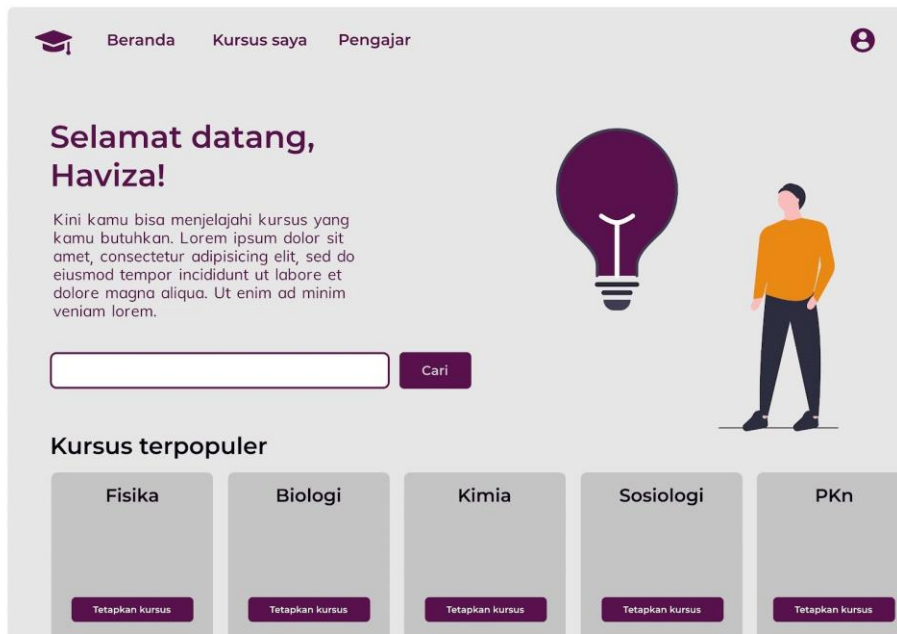 Beranda Kursus saya Pengajar
Selamat datang,
Haviza!
Kini kamu bisa menjelajahi kursus yang
kamu butuhkan. Lorem ipsum dolor sit
amet, consectetur adipisicing elit, sed do
eiusmod tempor incididunt ut labore et
dolore magna aliqua. Ut enim ad minim
veniam lorem.
Cari
Kursus terpopuler
Fisika Biologi Kimia Sosiologi PKn
Tetapkan kursus Tetapkan kursus Tetapkan kursus Tetapkan kursus Tetapkan kursus